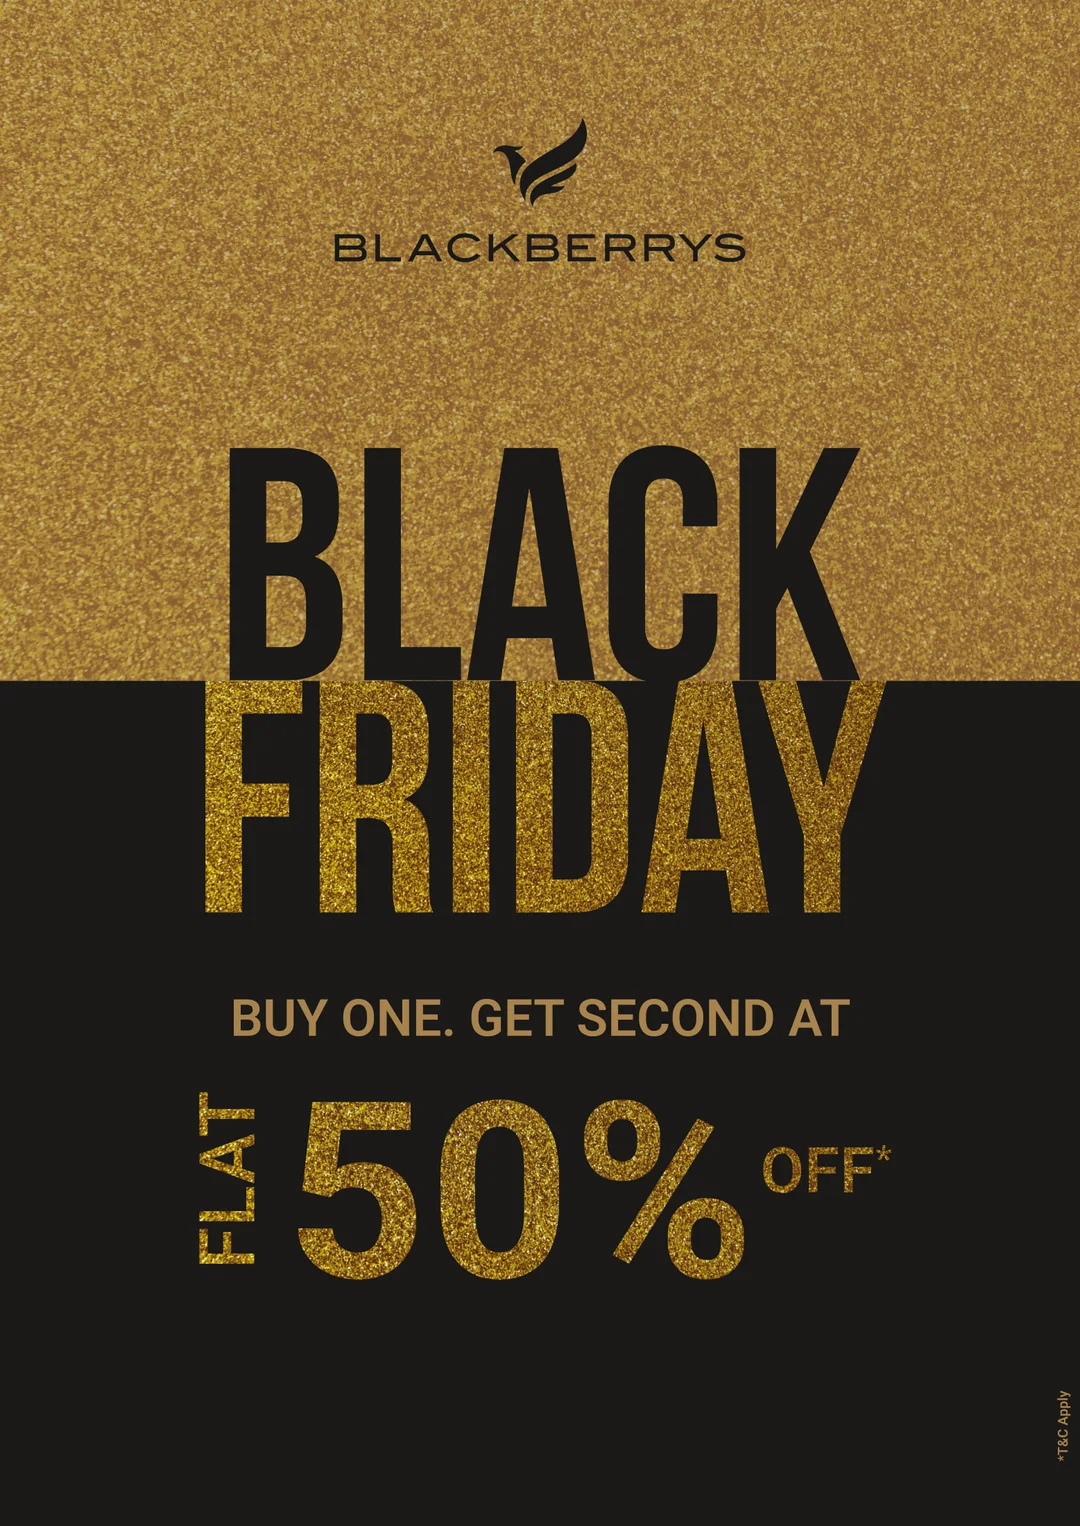 BLACKBERRYS
BLACK
FRIDAY
BUY ONE. GET SECOND AT
FLAT
50%
OFF*
*T&C Apply